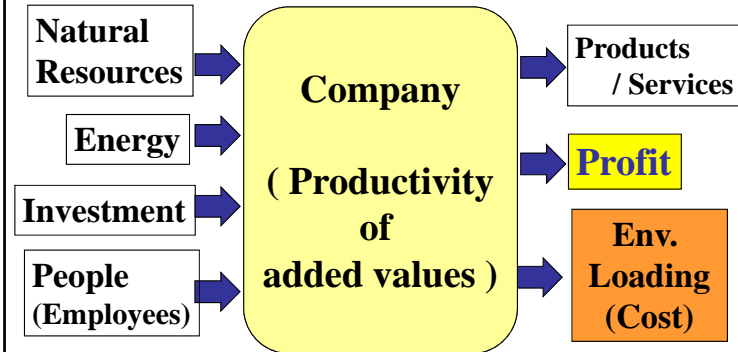 Natural
Resources
Energy
Investment
People
(Employees)
Company
( Productivity
of
added values )
Products
/ Services
Profit
Env.
Loading
(Cost)